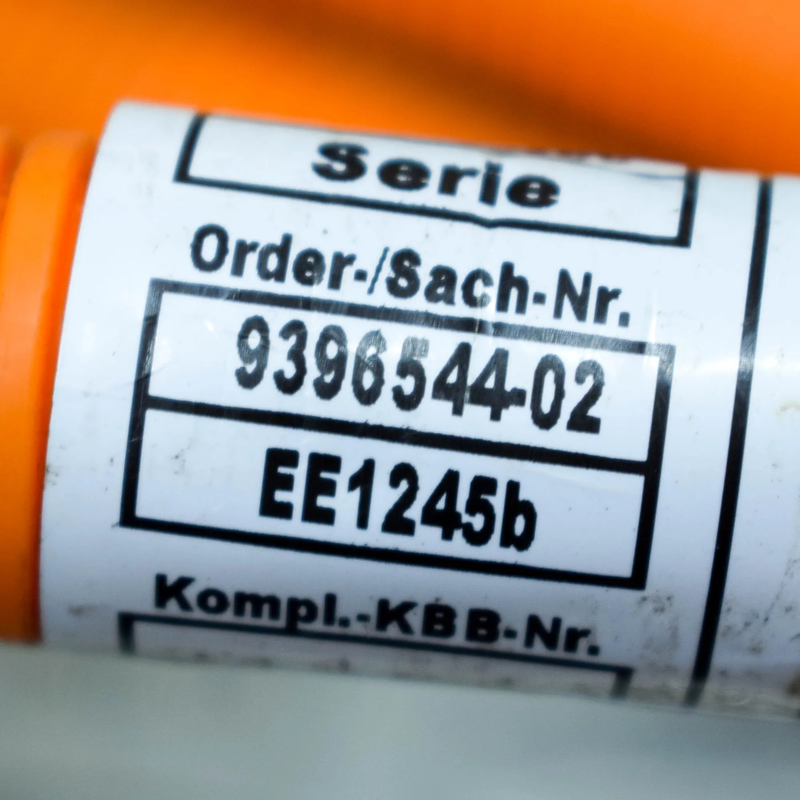 Serie
Order-/Sach-Nr.
9396544-02
EE1245b
Kompl.-KBB-Nr.